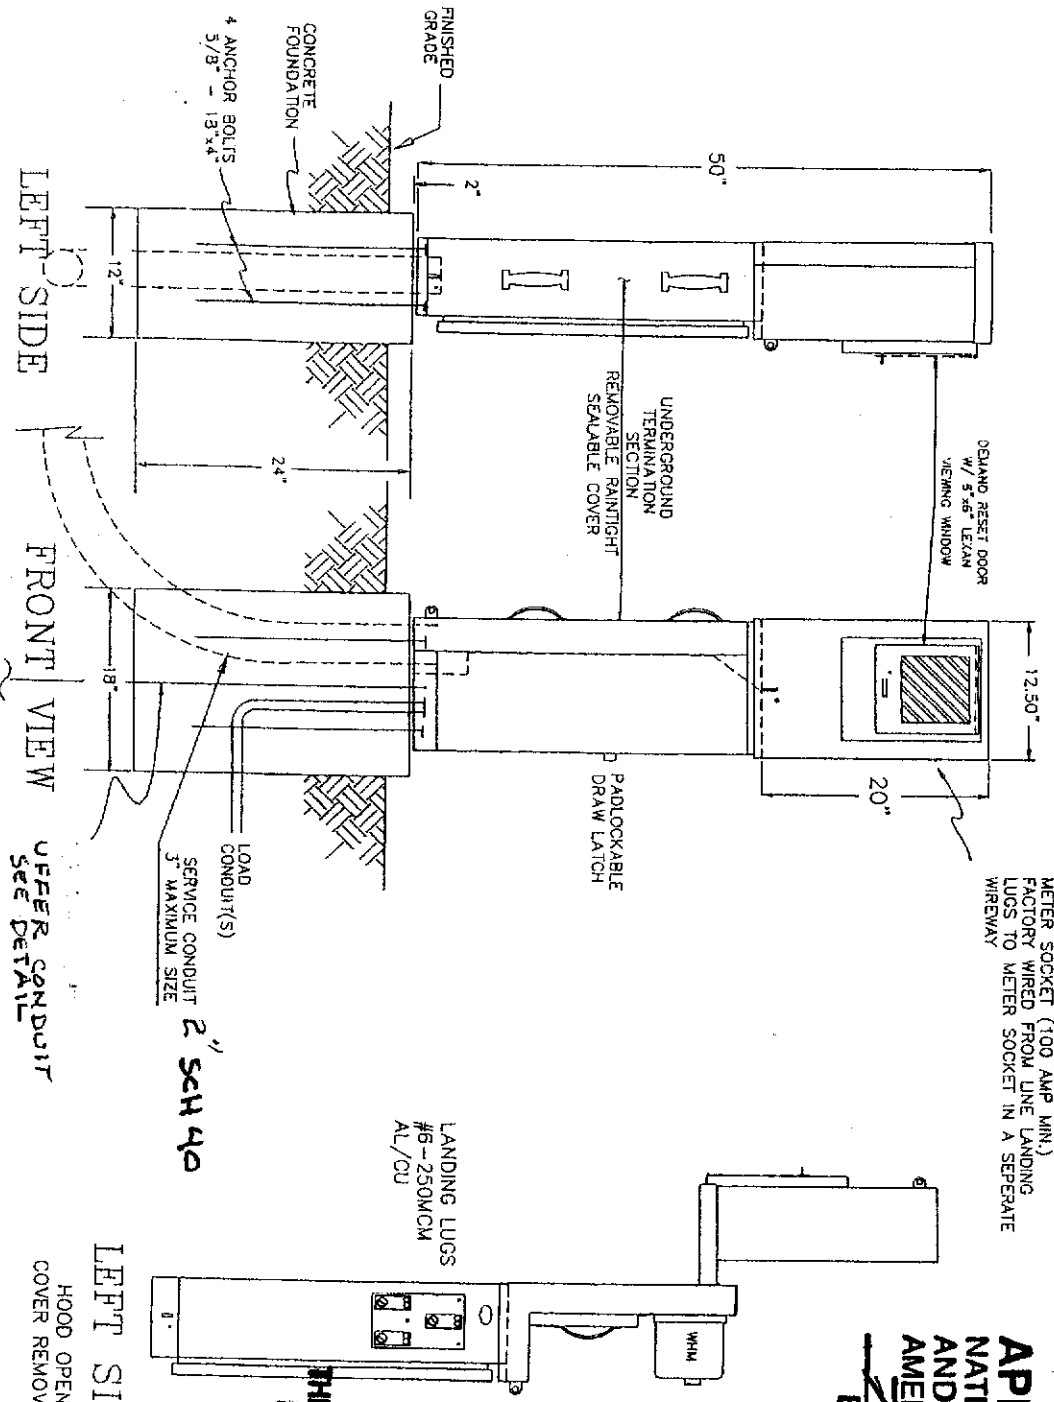 FINISHED
GRADE
CONCRETE
FOUNDATION
4 ANCHOR BOLTS
5/8" - 18"x4"
50"
2"
12"
24"
LEFT SIDE
UNDERGROUND
TERMINATION
SECTION
REMOVABLE RAINTIGHT
SEALABLE COVER
DEMAND RESET DOOR
W/ 5"x6" LEXAN
VIEWING WINDOW
12.50"
20"
18"
FRONT VIEW
PADLOCKABLE
DRAW LATCH
LOAD
CONDUIT(S)
SERVICE CONDUIT
3" MAXIMUM SIZE
2" SCH 40
UFFER CONDUIT
SEE DETAIL
METER SOCKET (100 AMP MIN.)
FACTORY WIRED FROM LINE LANDING
LUGS TO METER SOCKET IN A SEPERATE
WIREWAY
LANDING LUGS
#6-250MCM
AL/CU
WHM
LEFT SI
HOOD OPEN
COVER REMOV
THI
AP
NATI
AND
AME